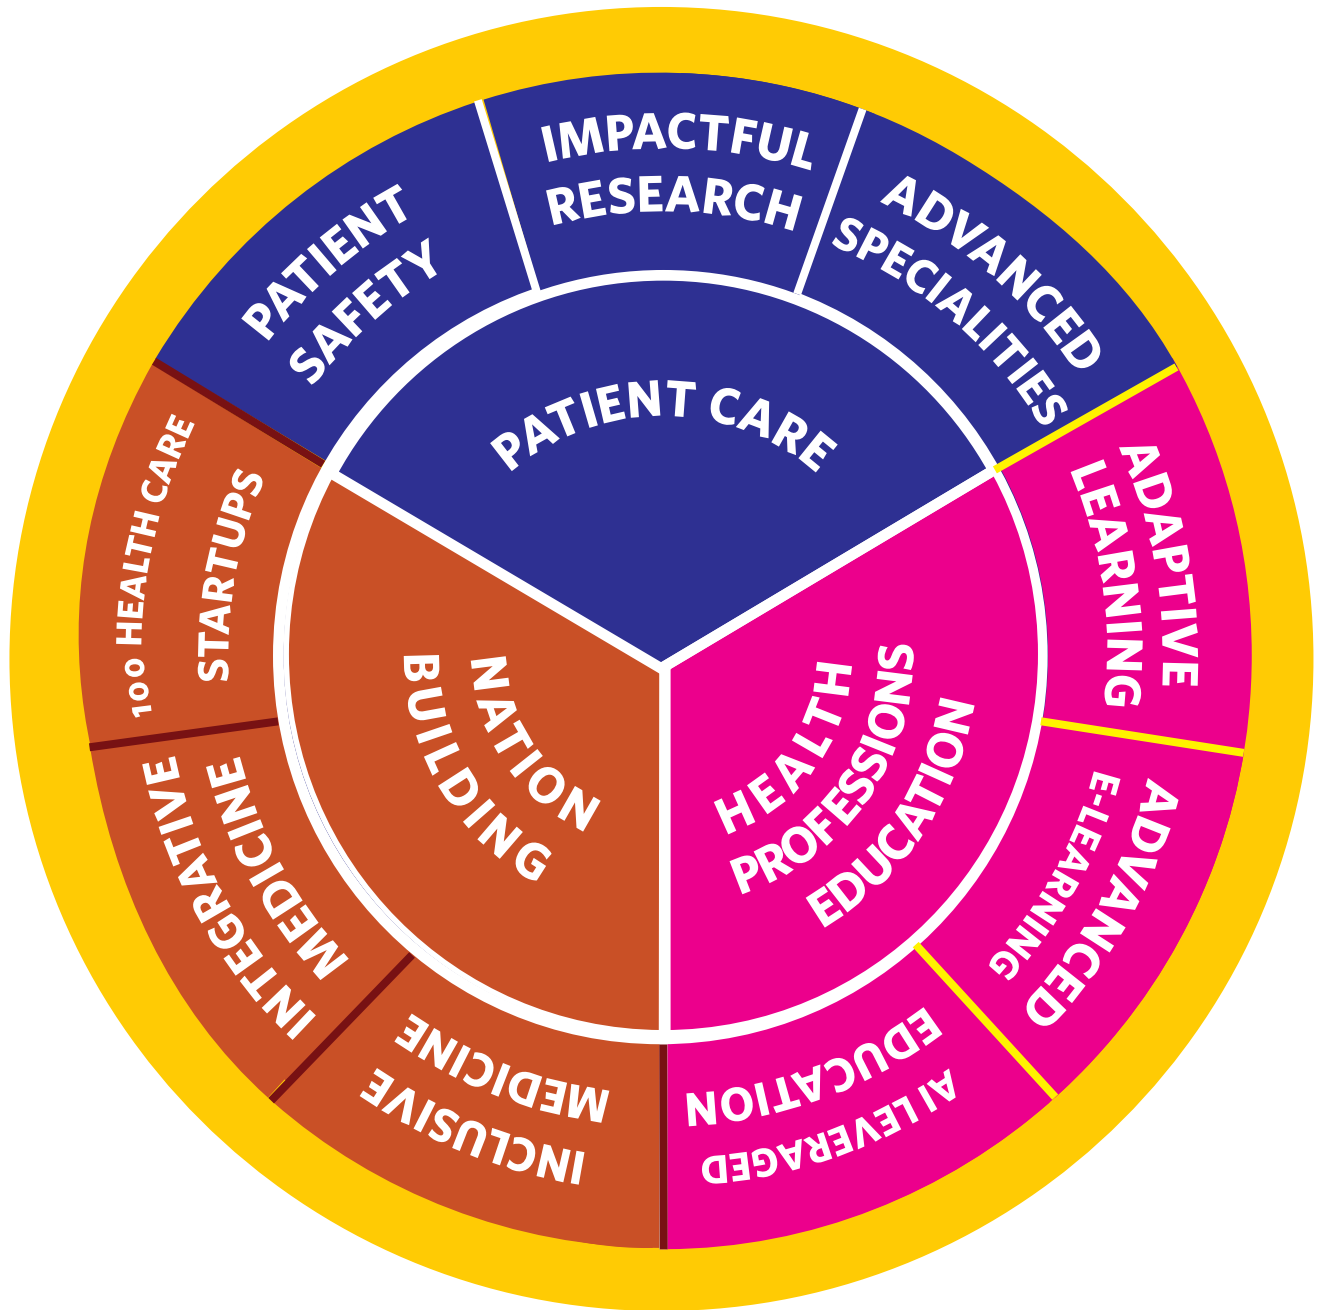 PATIENT CARE
PATIENT
SAFETY
IMPACTFUL
RESEARCH
ADVANCED
SPECIALITIES
HEALTH
PROFESSIONS
EDUCATION
ADAPTIVE
LEARNING
ADVANCED
E-LEARNING
AI LEVERAGED
EDUCATION
NATION
BUILDING
INCLUSIVE
MEDICINE
INTEGRATIVE
MEDICINE
100 HEALTH CARE
STARTUPS